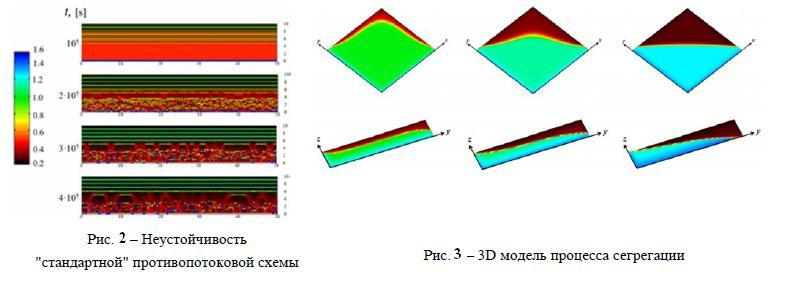 t, [s]
1.6
1.4
1.2
1.0
0.8
0.6
0.4
0.2
10⁵
2·10⁵
3·10⁵
4·10⁵
x
y
z
y
z
y
z
y
Рис. 2 – Неустойчивость
"стандартной" противопотоковой схемы
Рис. 3 – 3D модель процесса сегрегации